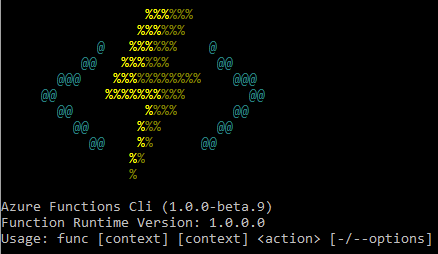 %%%%%%
                 %%%%%%
            @   %%%%%%    @
          @@   %%%%%%      @@
       @@@    %%%%%%%%%%%    @@@
     @@      %%%%%%%%%%        @@
       @@         %%%%       @@
         @@      %%%       @@
           @@    %%      @@
                %%
                %
Azure Functions Cli (1.0.0-beta.9)
Function Runtime Version: 1.0.0.0
Usage: func [context] [context] <action> [-/--options]